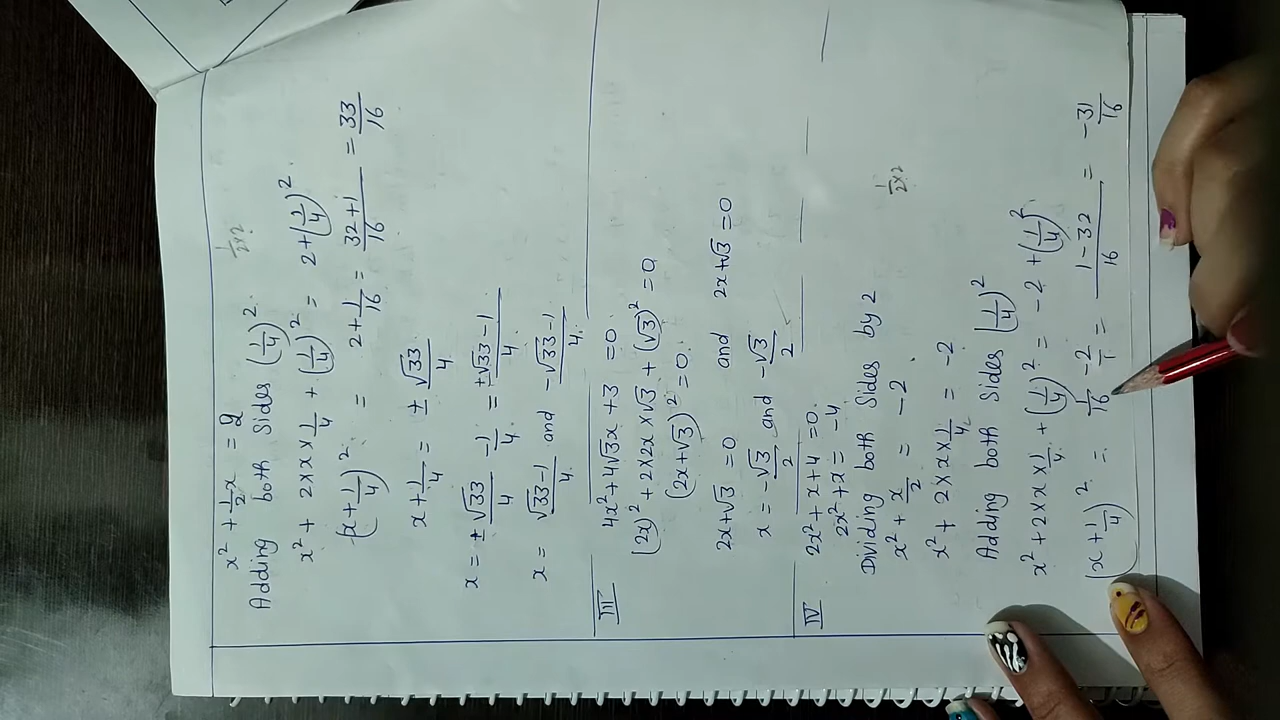 x² + 1/2 x = 2
1/2×2
Adding both sides (1/4)².
x² + 2×x×1/4 + (1/4)² = 2+(1/4)².
(x+1/4)² = 2+1/16 = 32+1/16 = 33/16
x+1/4 = ± √33/4
x = ± √33/4 - 1/4 = ±√33-1/4.
x = √33-1/4. and -√33-1/4.
III 4x²+4√3x+3 =0.
(2x)²+2×2x×√3+(√3)²=0.
(2x+√3)²=0.
2x+√3=0 and 2x+√3=0
x = -√3/2 and -√3/2
IV 2x²+x+4=0.
2x²+x=-4
Dividing both Sides by 2
x²+x/2 = -2.
1/2×2
x²+ 2×x×1/4 = -2
Adding both Sides (1/4)²
x²+2×x×1/4+(1/4)²=-2+(1/4)²
(x+1/4)² = 1/16 - 2/1 = 1-32/16 = -31/16